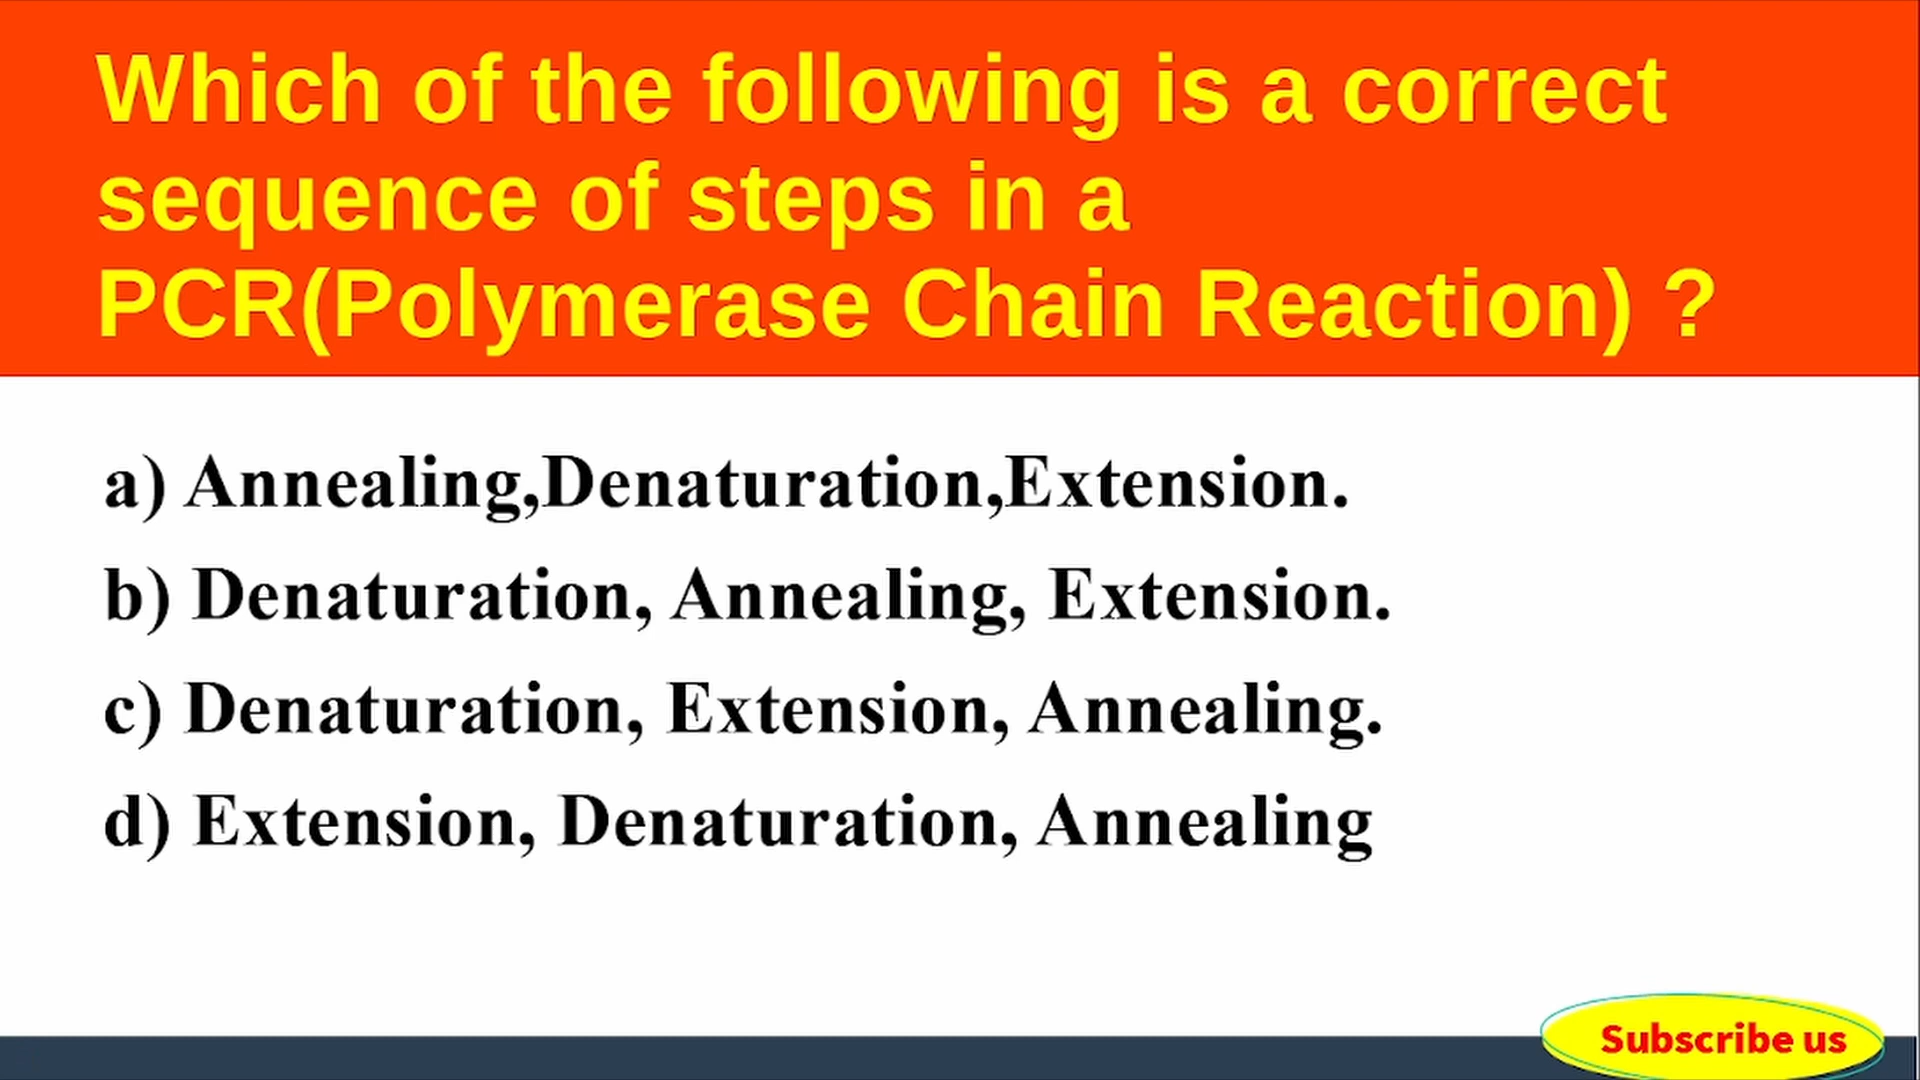 Which of the following is a correct
sequence of steps in a
PCR(Polymerase Chain Reaction) ?
a) Annealing,Denaturation,Extension.
b) Denaturation, Annealing, Extension.
c) Denaturation, Extension, Annealing.
d) Extension, Denaturation, Annealing
Subscribe us